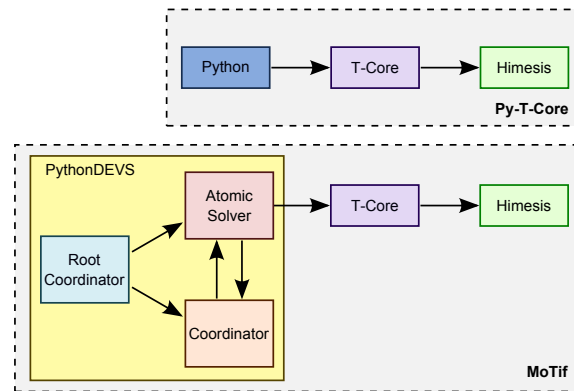 Python
T-Core
Himesis
Py-T-Core
PythonDEVS
Atomic
Solver
T-Core
Himesis
Root
Coordinator
Coordinator
MoTif